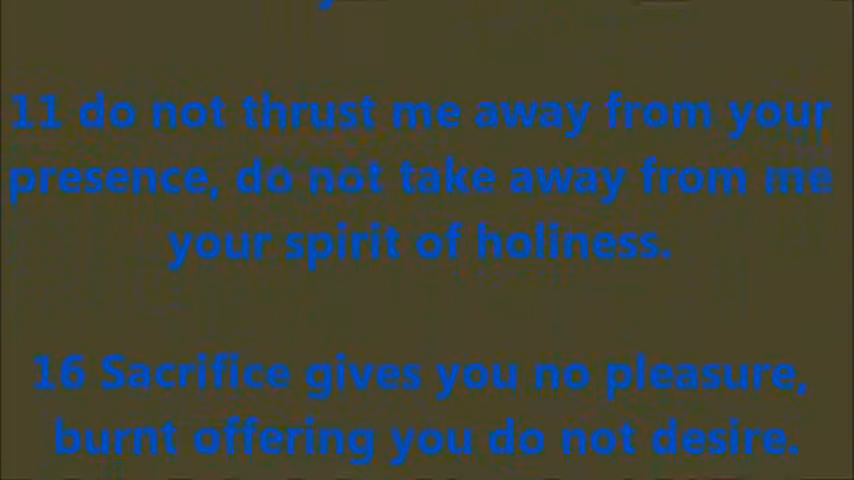 11 do not thrust me away from your
presence, do not take away from me
your spirit of holiness.
16 Sacrifice gives you no pleasure,
burnt offering you do not desire.